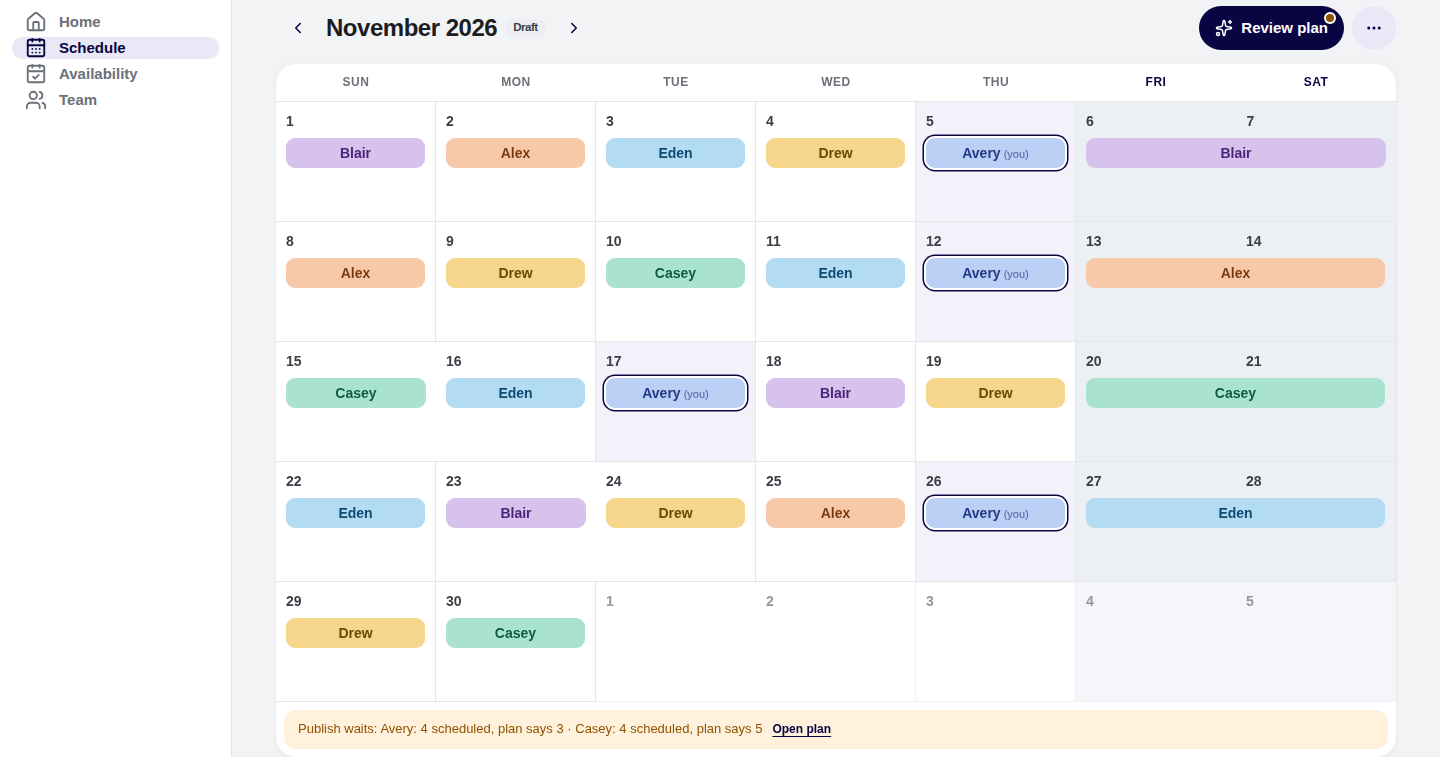 Home
Schedule
Availability
Team
November 2026 Draft
Review plan
SUN MON TUE WED THU FRI SAT
1 2 3 4 5 6 7
Blair Alex Eden Drew Avery (you) Blair
8 9 10 11 12 13 14
Alex Drew Casey Eden Avery (you) Alex
15 16 17 18 19 20 21
Casey Eden Avery (you) Blair Drew Casey
22 23 24 25 26 27 28
Eden Blair Drew Alex Avery (you) Eden
29 30 1 2 3 4 5
Drew Casey
Publish waits: Avery: 4 scheduled, plan says 3 · Casey: 4 scheduled, plan says 5 Open plan